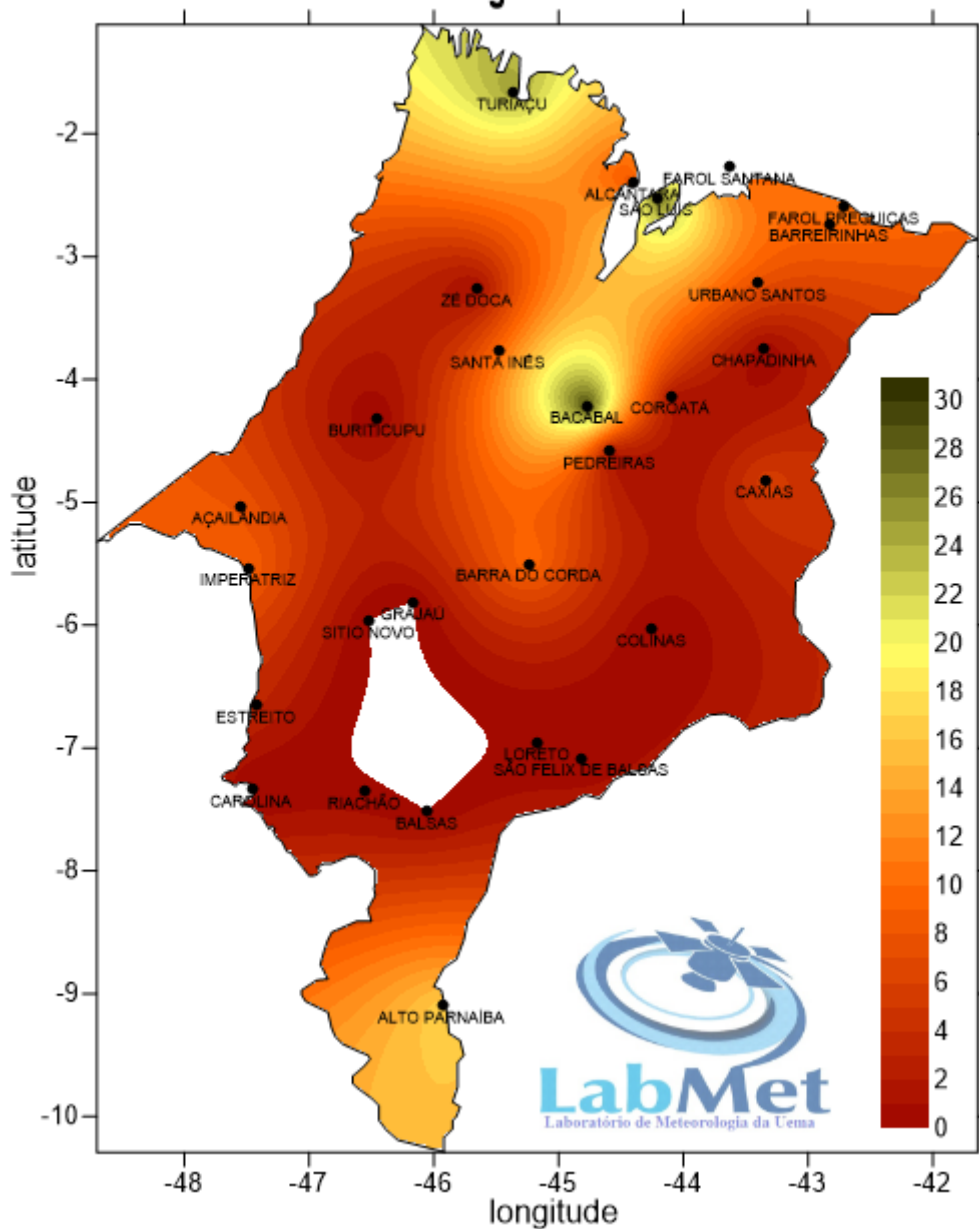 TURIAÇU
-2
FAROL SANTANA
ALCANTARA
SÃO LUIS
FAROL PREGUIÇAS
BARREIRINHAS
-3
ZÉ DOCA
URBANO SANTOS
SANTA INÊS
CHAPADINHA
-4
BACABAL
COROATÁ
BURITICUPU
PEDREIRAS
CAXIAS
-5
AÇAILANDIA
IMPERATRIZ
BARRA DO CORDA
GRAJAÚ
SITIO NOVO
-6
COLINAS
ESTREITO
-7
LORETO
SÃO FELIX DE BALSAS
CAROLINA
RIACHÃO
BALSAS
-8
-9
ALTO PARNAÍBA
-10
latitude
30
28
26
24
22
20
18
16
14
12
10
8
6
4
2
0
LabMet
Laboratório de Meteorologia da Uema
-48 -47 -46 -45 -44 -43 -42
longitude